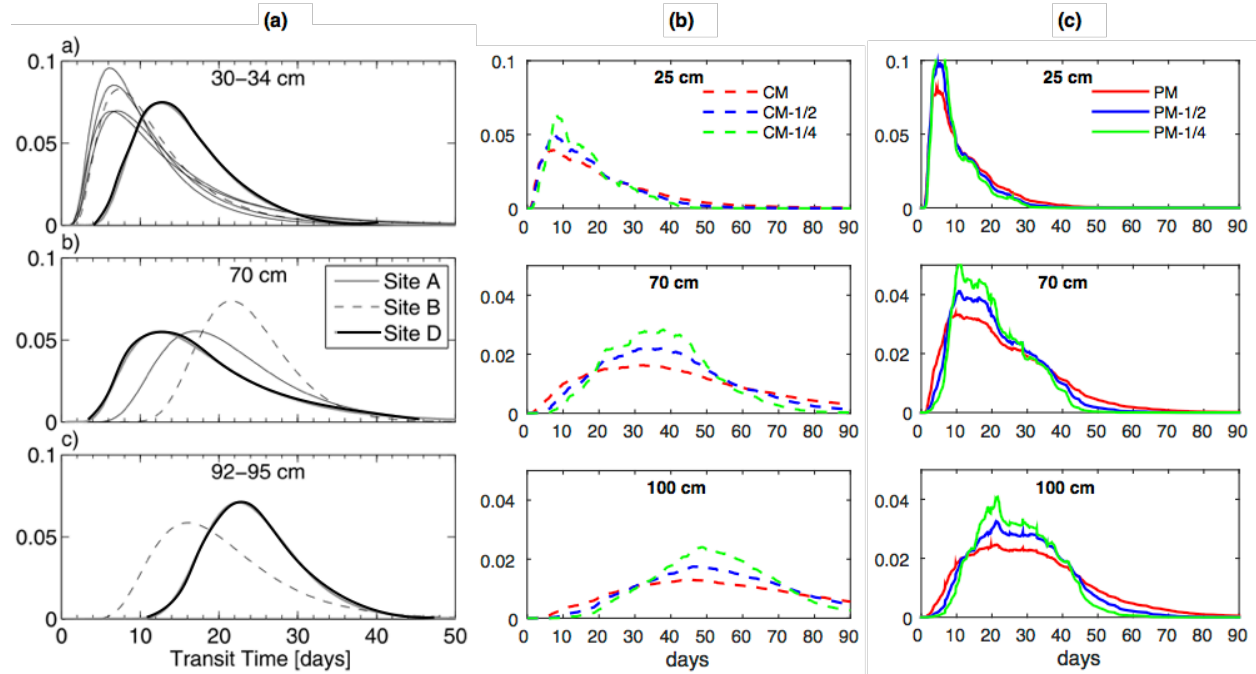 (a)
a)
30–34 cm
0.1
0.05
0
b)
70 cm
Site A
Site B
Site D
0.1
0.05
0
c)
92–95 cm
0.1
0.05
0
0 10 20 30 40 50
Transit Time [days]
(b)
25 cm
CM
CM-1/2
CM-1/4
0.1
0.05
0
0 10 20 30 40 50 60 70 80 90
70 cm
0.04
0.02
0
0 10 20 30 40 50 60 70 80 90
100 cm
0.04
0.02
0
0 10 20 30 40 50 60 70 80 90
days
(c)
25 cm
PM
PM-1/2
PM-1/4
0.1
0.05
0
0 10 20 30 40 50 60 70 80 90
70 cm
0.04
0.02
0
0 10 20 30 40 50 60 70 80 90
100 cm
0.04
0.02
0
0 10 20 30 40 50 60 70 80 90
days